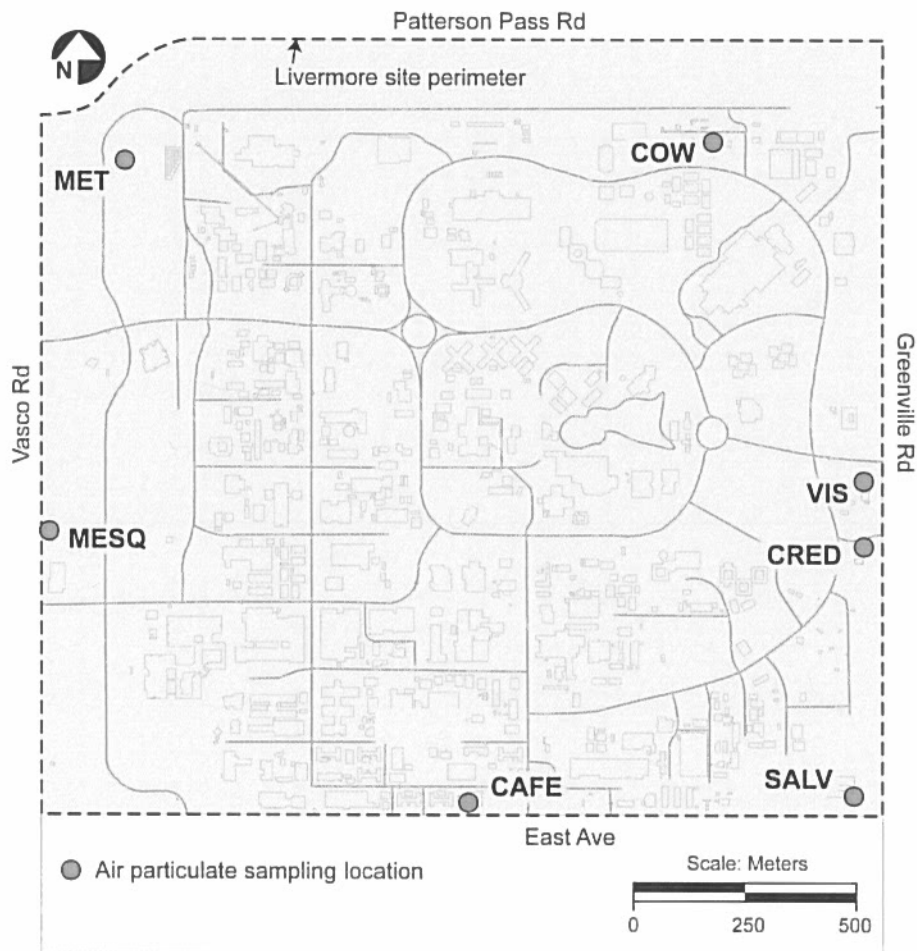 Patterson Pass Rd
N
Livermore site perimeter
COW
MET
Vasco Rd
Greenville Rd
VIS
MESQ
CRED
SALV
CAFE
East Ave
Air particulate sampling location
Scale: Meters
0 250 500